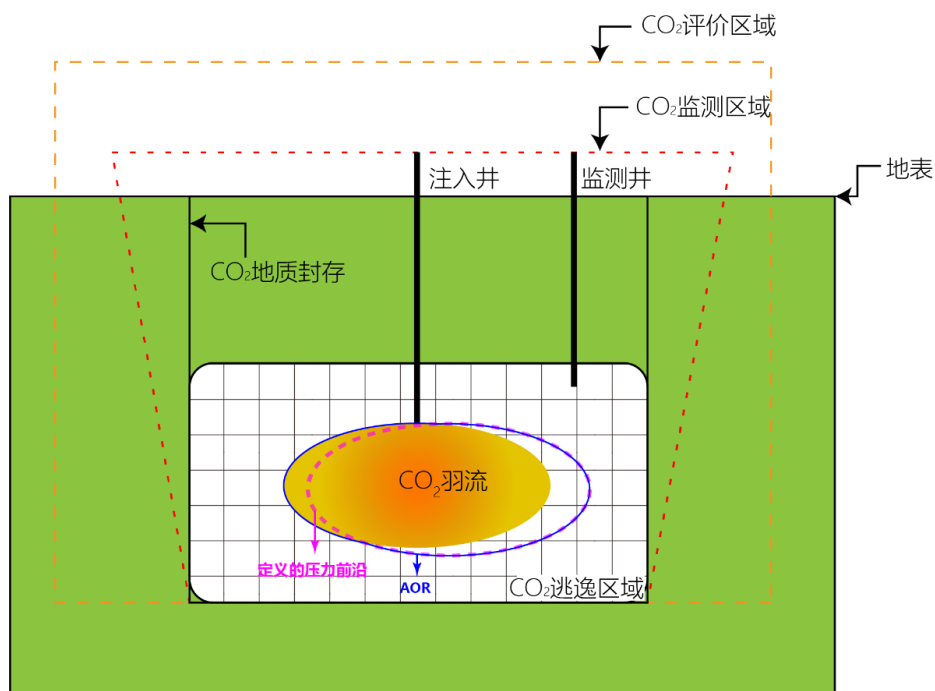 CO₂评价区域
CO₂监测区域
注入井
监测井
地表
CO₂地质封存
CO₂羽流
定义的压力前沿
AOR
CO₂逃逸区域